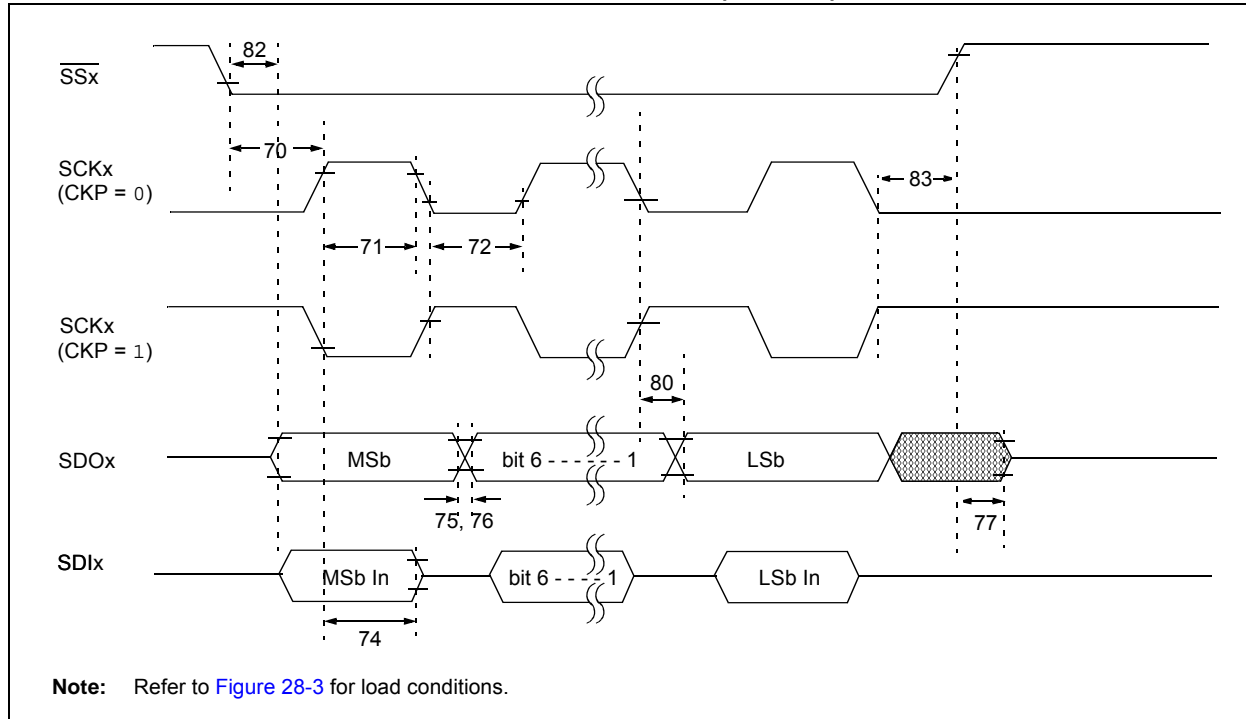 82
SSx
70
SCKx
(CKP = 0)
83
71
72
SCKx
(CKP = 1)
80
SDOx
MSb
bit 6 - - - - - - 1
LSb
75, 76
77
SDIx
MSb In
bit 6 - - - - 1
LSb In
74
Note: Refer to Figure 28-3 for load conditions.